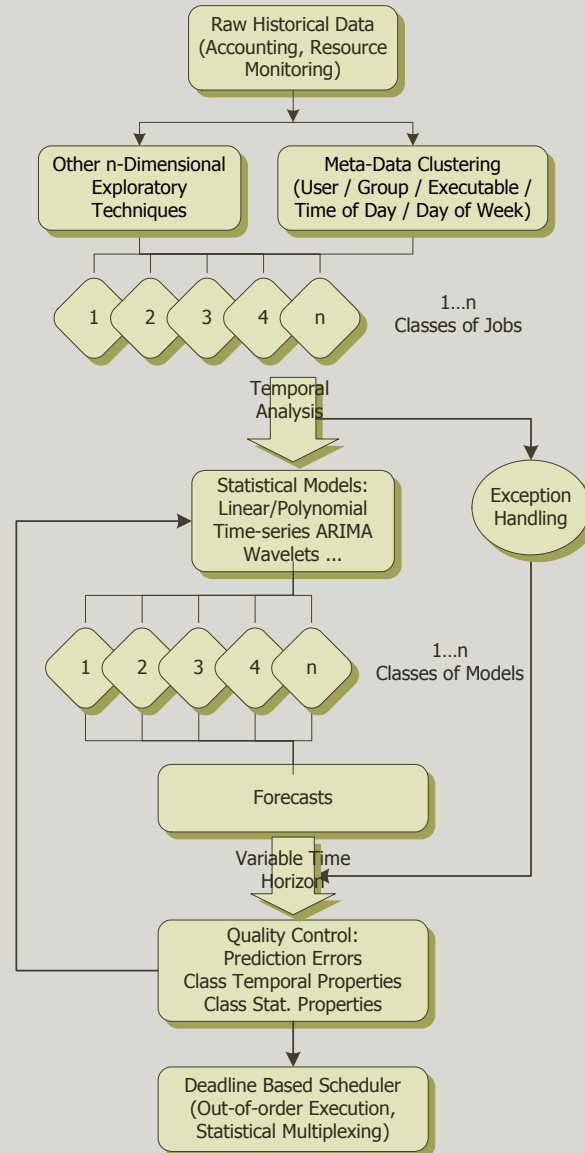 Raw Historical Data
(Accounting, Resource
Monitoring)
Other n-Dimensional
Exploratory
Techniques
Meta-Data Clustering
(User / Group / Executable /
Time of Day / Day of Week)
1 2 3 4 n
1...n
Classes of Jobs
Temporal
Analysis
Statistical Models:
Linear/Polynomial
Time-series ARIMA
Wavelets ...
Exception
Handling
1 2 3 4 n
1...n
Classes of Models
Forecasts
Variable Time
Horizon
Quality Control:
Prediction Errors
Class Temporal Properties
Class Stat. Properties
Deadline Based Scheduler
(Out-of-order Execution,
Statistical Multiplexing)